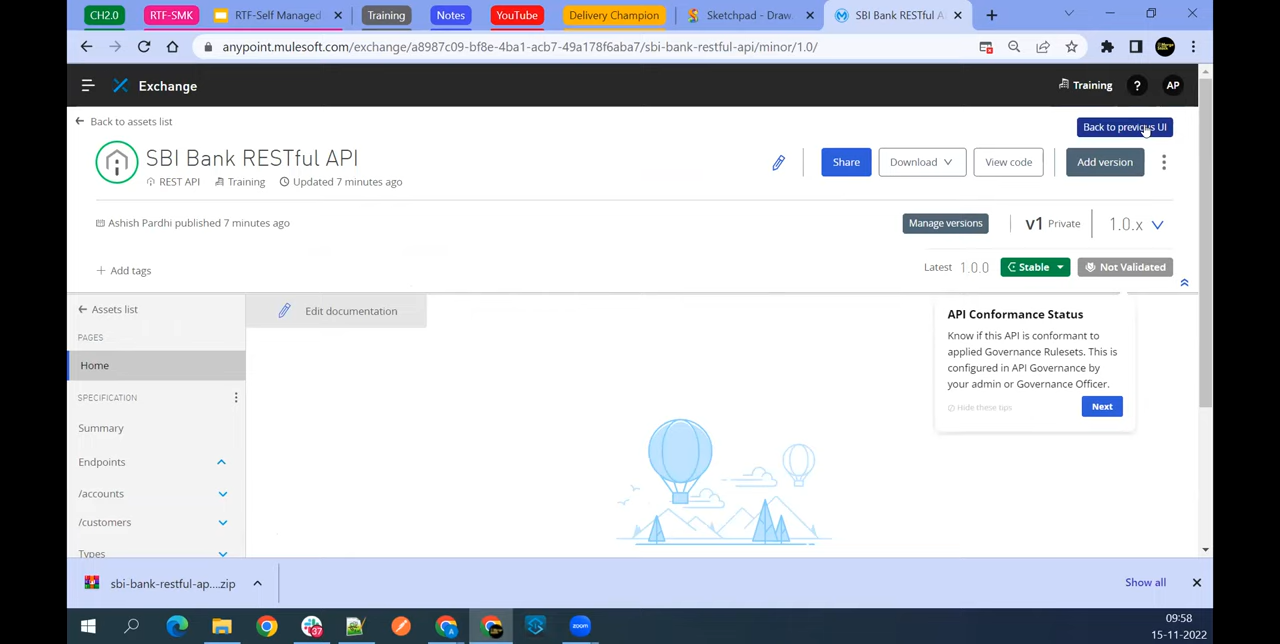 CH2.0 RTF-SMK RTF-Self Managed Training Notes YouTube Delivery Champion Sketchpad - Draw. SBI Bank RESTful A
anypoint.mulesoft.com/exchange/a8987c09-bf8e-4ba1-acb7-49a178f6aba7/sbi-bank-restful-api/minor/1.0/
Exchange Training ? AP
Back to assets list Back to previous UI
SBI Bank RESTful API Share Download View code Add version
REST API Training Updated 7 minutes ago
Ashish Pardhi published 7 minutes ago Manage versions v1 Private 1.0.x
Add tags Latest 1.0.0 Stable Not Validated
Assets list Edit documentation API Conformance Status
PAGES Know if this API is conformant to
Home applied Governance Rulesets. This is
SPECIFICATION configured in API Governance by
your admin or Governance Officer.
Summary Hide these tips Next
Endpoints
/accounts
/customers
Types
sbi-bank-restful-ap....zip Show all
37 zoom 09:58
15-11-2022